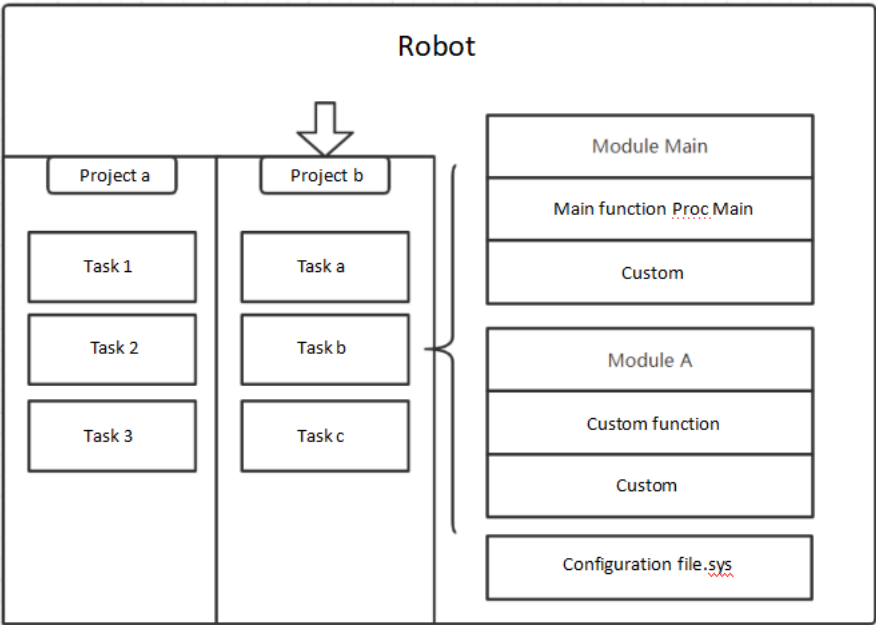 Robot
Project a
Project b
Task 1
Task 2
Task 3
Task a
Task b
Task c
Module Main
Main function Proc Main
Custom
Module A
Custom function
Custom
Configuration file.sys